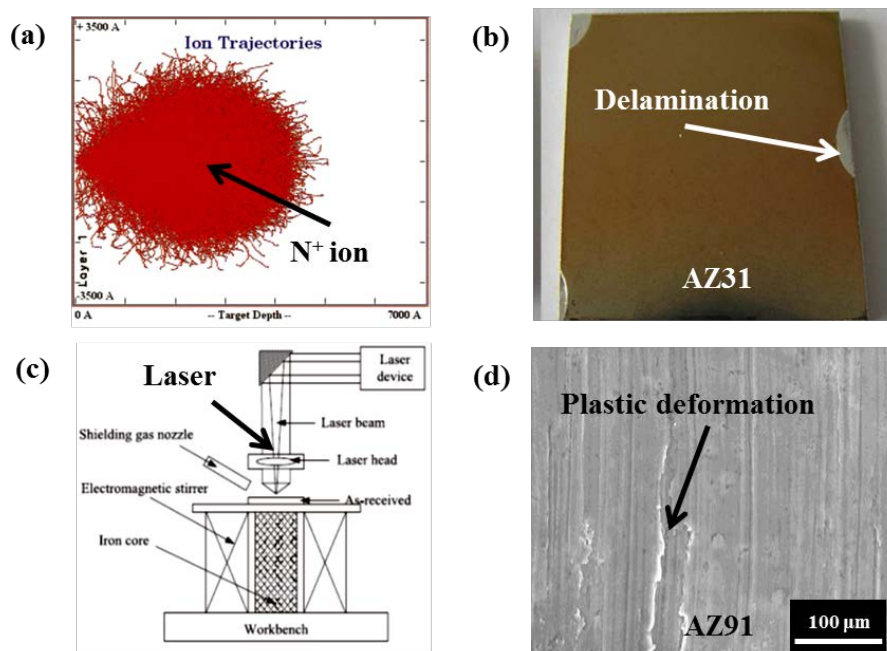 (a)
+3500 A
Ion Trajectories
N⁺ ion
Layer 1
-3500 A
0 A
-- Target Depth --
7000 A
(b)
Delamination
AZ31
(c)
Laser
Laser
device
Laser beam
Shielding gas nozzle
Laser head
Electromagnetic stirrer
As-received
Iron core
Workbench
(d)
Plastic deformation
AZ91
100 µm